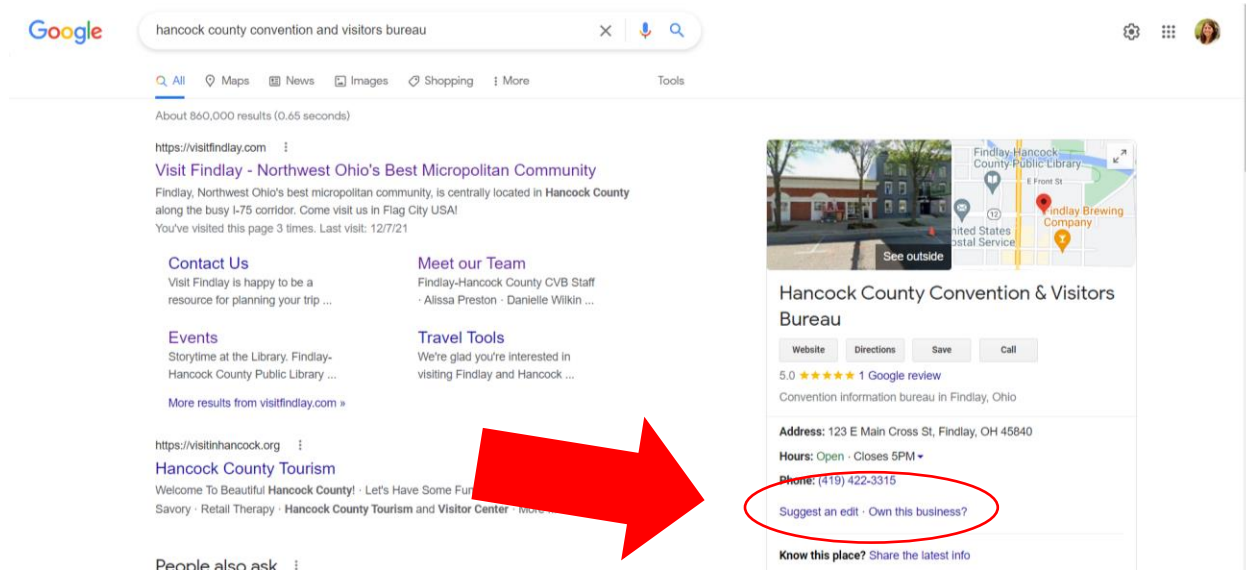 Google
hancock county convention and visitors bureau
All Maps News Images Shopping More Tools
About 860,000 results (0.65 seconds)
https://visitfindlay.com
Visit Findlay - Northwest Ohio's Best Micropolitan Community
Findlay, Northwest Ohio's best micropolitan community, is centrally located in Hancock County
along the busy I-75 corridor. Come visit us in Flag City USA!
You've visited this page 3 times. Last visit: 12/7/21
Contact Us
Visit Findlay is happy to be a
resource for planning your trip ...
Meet our Team
Findlay-Hancock County CVB Staff
· Alissa Preston · Danielle Wilkin ...
Events
Storytime at the Library. Findlay-
Hancock County Public Library ...
Travel Tools
We're glad you're interested in
visiting Findlay and Hancock ...
More results from visitfindlay.com »
https://visitinhancock.org
Hancock County Tourism
Welcome To Beautiful Hancock County! · Let's Have Some Fun
Savory · Retail Therapy · Hancock County Tourism and Visitor Center ·
People also ask
Findlay-Hancock
County Public Library
E Front St
12
Findlay Brewing
Company
United States
Postal Service
See outside
Hancock County Convention & Visitors
Bureau
Website Directions Save Call
5.0 ★★★★★ 1 Google review
Convention information bureau in Findlay, Ohio
Address: 123 E Main Cross St, Findlay, OH 45840
Hours: Open · Closes 5PM
Phone: (419) 422-3315
Suggest an edit · Own this business?
Know this place? Share the latest info